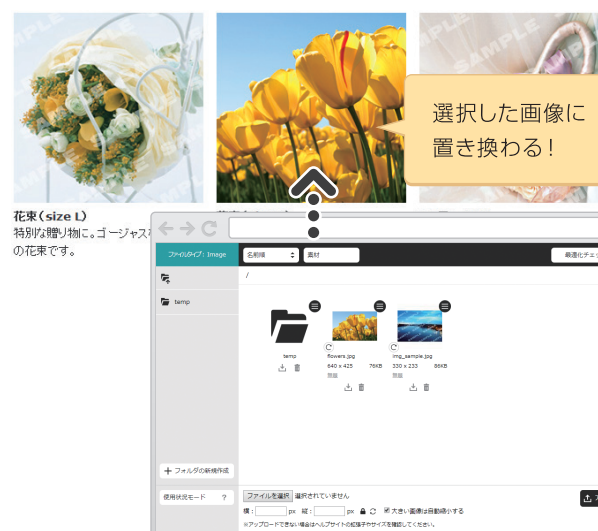 SAMPLE
選択した画像に
置き換わる！
花束（size L）
特別な贈り物に。ゴージャスな
の花束です。
ファイルタイプ : Image
名前順
素材
最適化チェッ
/
temp
temp
flowers.jpg
img_sample.jpg
640 x 425 76KB
330 x 233 86KB
＋ フォルダの新規作成
使用状況モード ?
ファイルを選択 選択されていません
横 : px 縦 : px
大きい画像は自動縮小する
※アップロードできない場合はヘルプサイトの拡張子やサイズを確認してください。